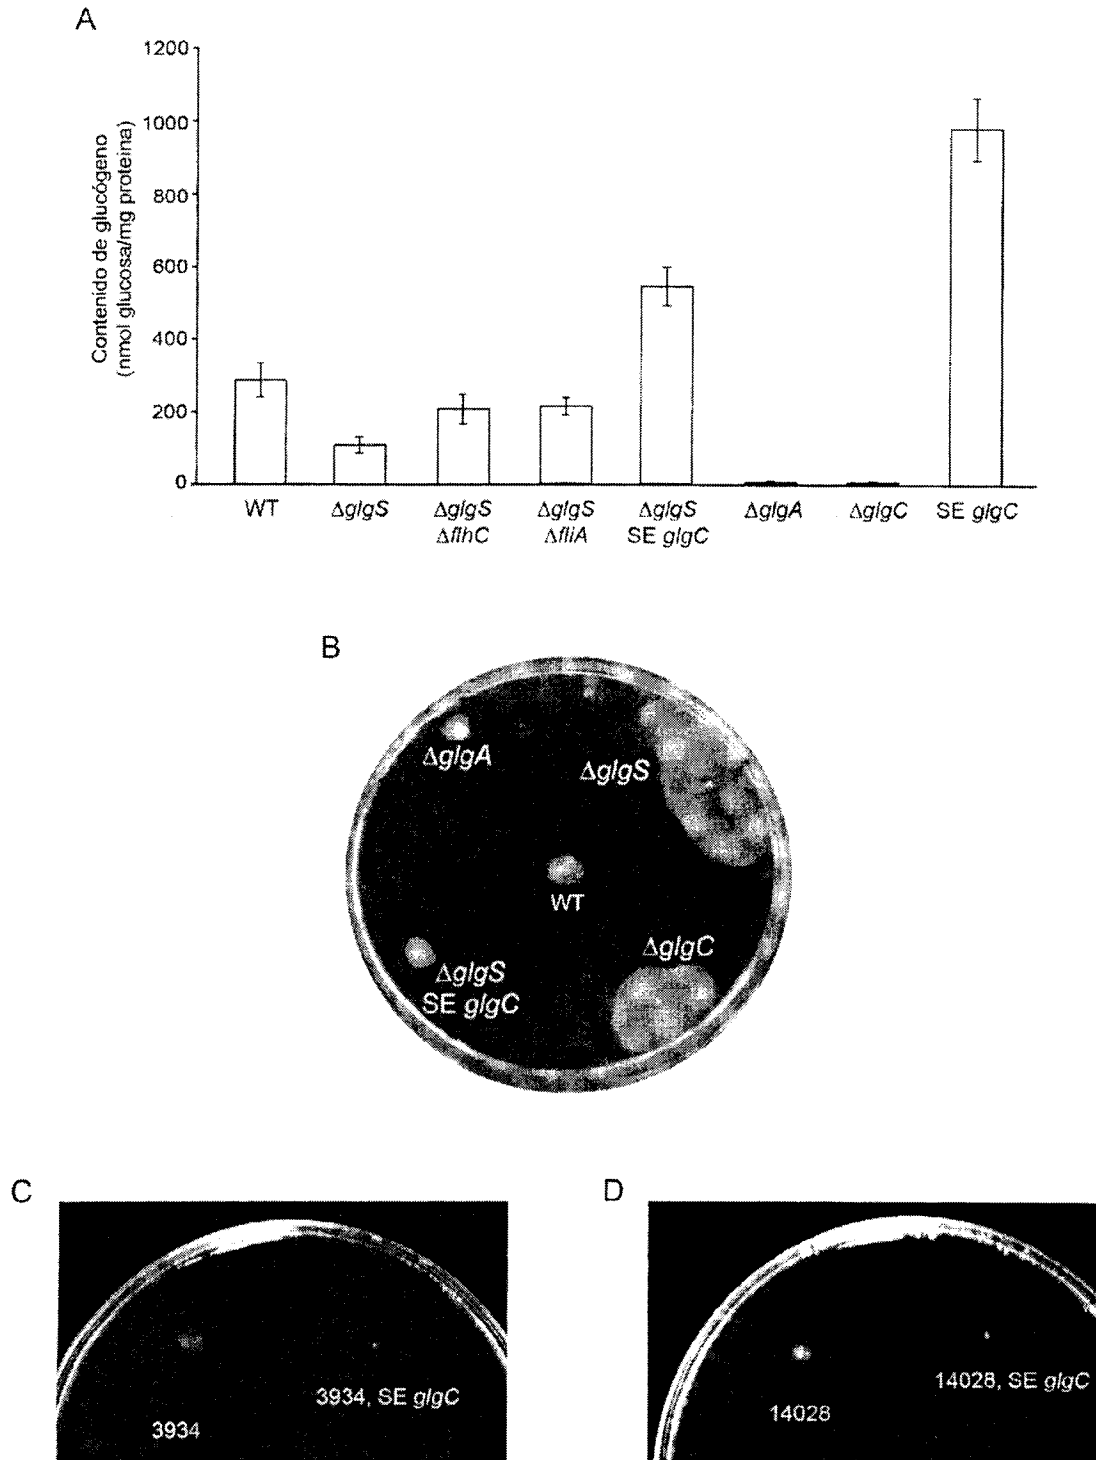 A
Contenido de glucógeno
(nmol glucosa/mg proteína)
1200
1000
800
600
400
200
0
WT
ΔglgS
ΔglgS
ΔflhC
ΔglgS
ΔfliA
ΔglgS
SE glgC
ΔglgA
ΔglgC
SE glgC
B
ΔglgA
ΔglgS
WT
ΔglgC
ΔglgS
SE glgC
C
3934, SE glgC
3934
D
14028, SE glgC
14028